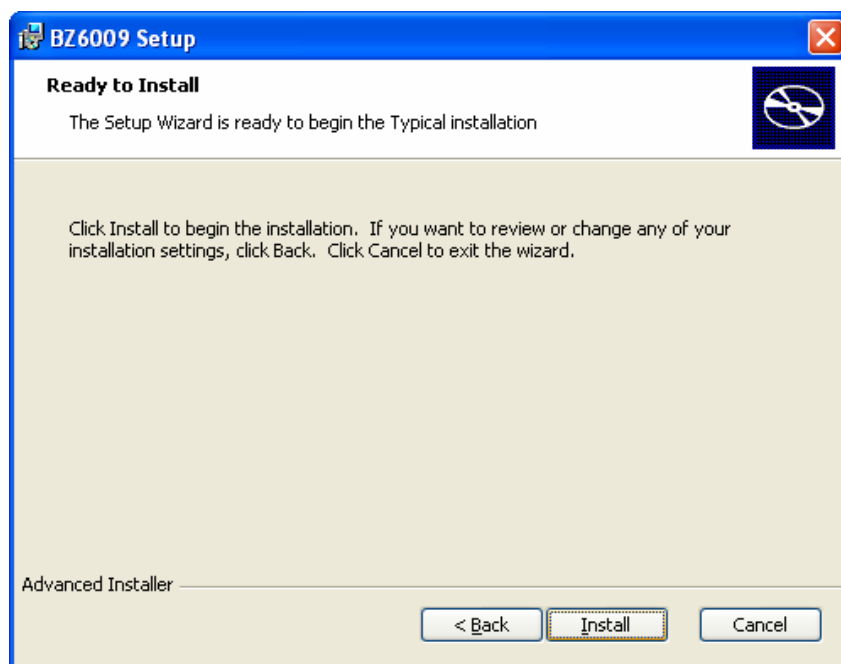 BZ6009 Setup
Ready to Install
The Setup Wizard is ready to begin the Typical installation
Click Install to begin the installation.  If you want to review or change any of your
installation settings, click Back.  Click Cancel to exit the wizard.
Advanced Installer
< Back
Install
Cancel